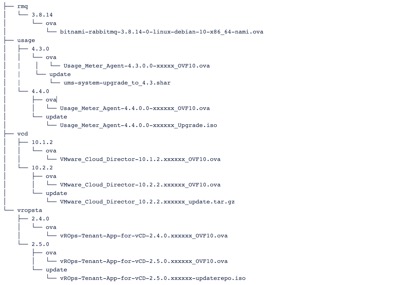 ├── rmq
│   └── 3.8.14
│       └── ova
│           └── bitnami-rabbitmq-3.8.14-0-linux-debian-10-x86_64-nami.ova
├── usage
│   ├── 4.3.0
│   │   ├── ova
│   │   │   └── Usage_Meter_Agent-4.3.0.0-xxxxxx_OVF10.ova
│   │   └── update
│   │       └── ums-system-upgrade_to_4.3.shar
│   └── 4.4.0
│       ├── ova
│       │   └── Usage_Meter_Agent-4.4.0.0-xxxxxx_OVF10.ova
│       └── update
│           └── Usage_Meter_Agent-4.4.0.0-xxxxxx_Upgrade.iso
├── vcd
│   ├── 10.1.2
│   │   └── ova
│   │       └── VMware_Cloud_Director-10.1.2.xxxxxx_OVF10.ova
│   └── 10.2.2
│       ├── ova
│       │   └── VMware_Cloud_Director-10.2.2.xxxxxx_OVF10.ova
│       └── update
│           └── VMware_Cloud_Director_10.2.2.xxxxxx_update.tar.gz
└── vropsta
    ├── 2.4.0
    │   └── ova
    │       └── vROps-Tenant-App-for-vCD-2.4.0.xxxxxx_OVF10.ova
    └── 2.5.0
        ├── ova
        │   └── vROps-Tenant-App-for-vCD-2.5.0.xxxxxx_OVF10.ova
        └── update
            └── vROps-Tenant-App-for-vCD-2.5.0.xxxxxx-updaterepo.iso